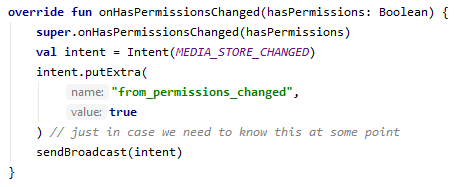 override fun onHasPermissionsChanged(hasPermissions: Boolean) {
    super.onHasPermissionsChanged(hasPermissions)
    val intent = Intent(MEDIA_STORE_CHANGED)
    intent.putExtra(
        name: "from_permissions_changed",
        value: true
    ) // just in case we need to know this at some point
    sendBroadcast(intent)
}